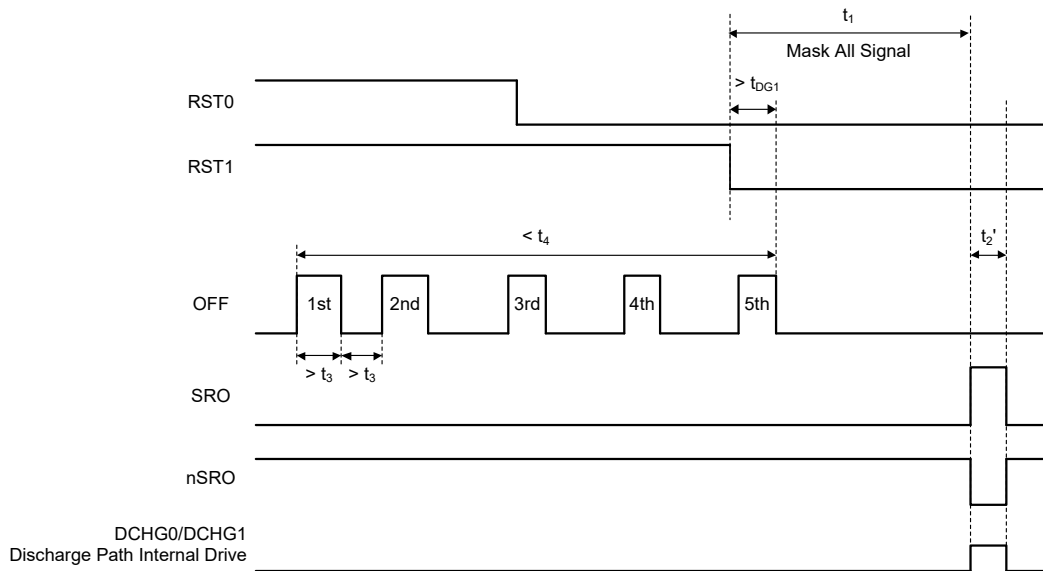 t1
Mask All Signal
> tDG1
RST0
RST1
< t4
t2'
OFF
1st
2nd
3rd
4th
5th
> t3
> t3
SRO
nSRO
DCHG0/DCHG1
Discharge Path Internal Drive